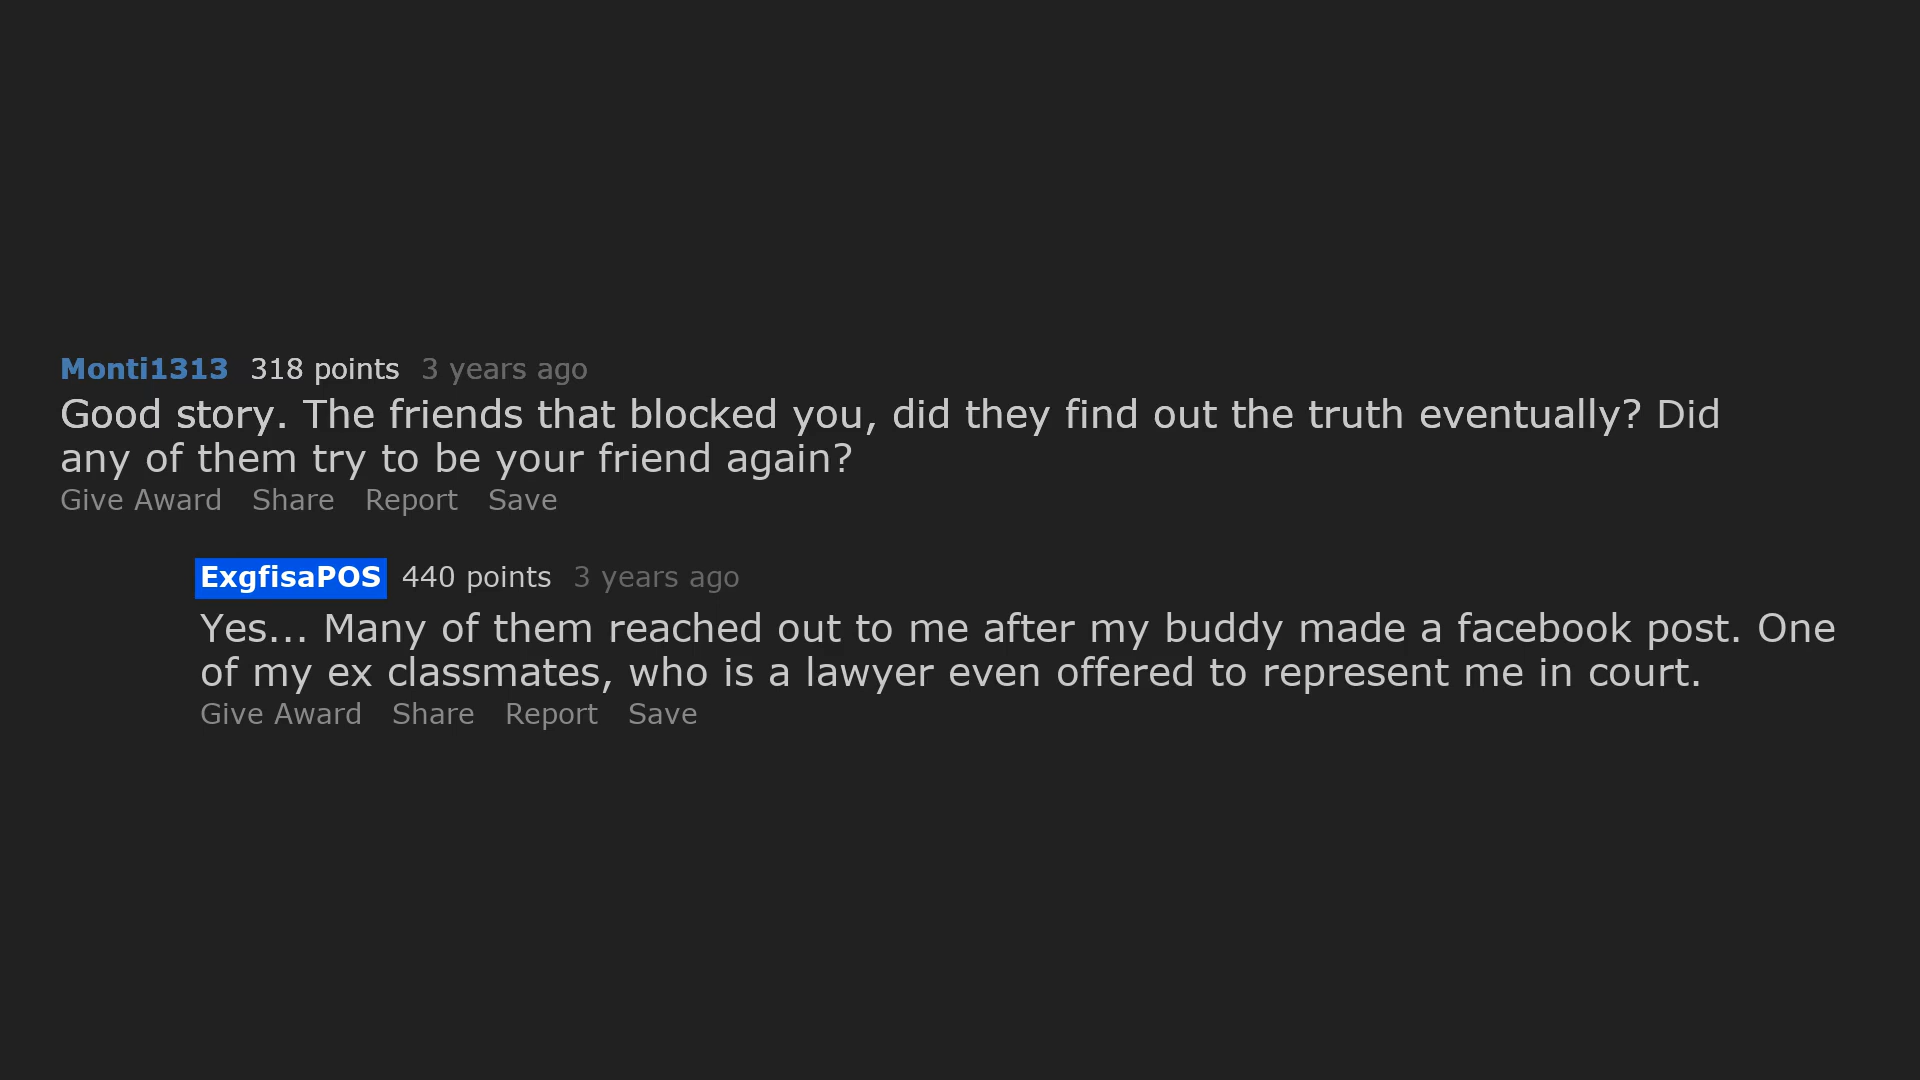 Monti1313 318 points 3 years ago
Good story. The friends that blocked you, did they find out the truth eventually? Did
any of them try to be your friend again?
Give Award Share Report Save
ExgfisaPOS 440 points 3 years ago
Yes... Many of them reached out to me after my buddy made a facebook post. One
of my ex classmates, who is a lawyer even offered to represent me in court.
Give Award Share Report Save